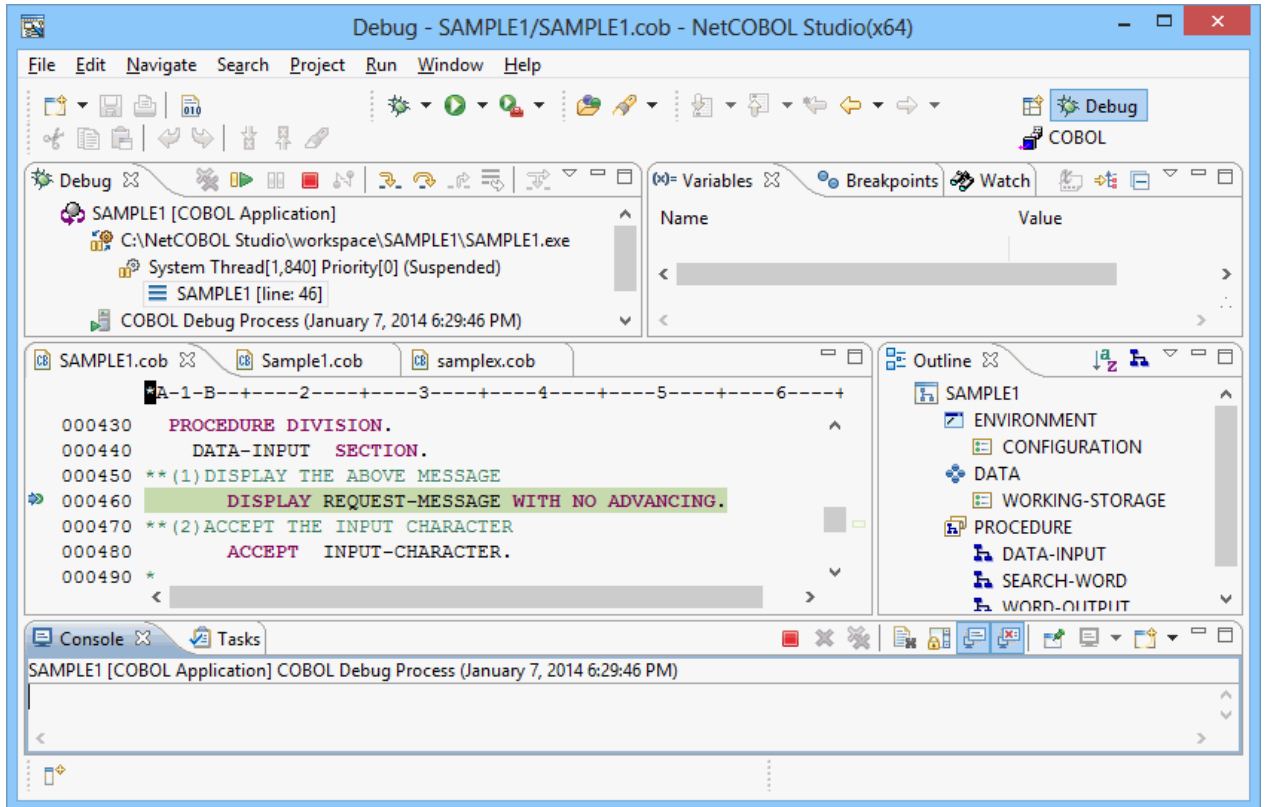 Debug - SAMPLE1/SAMPLE1.cob - NetCOBOL Studio(x64)
File Edit Navigate Search Project Run Window Help
010
Debug
COBOL
Debug
SAMPLE1 [COBOL Application]
C:\NetCOBOL Studio\workspace\SAMPLE1\SAMPLE1.exe
System Thread[1,840] Priority[0] (Suspended)
SAMPLE1 [line: 46]
COBOL Debug Process (January 7, 2014 6:29:46 PM)
(x)= Variables Breakpoints Watch
Name Value
SAMPLE1.cob Sample1.cob samplex.cob
*A-1-B--+----2----+----3----+----4----+----5----+----6----+
000430 PROCEDURE DIVISION.
000440 DATA-INPUT SECTION.
000450 **(1)DISPLAY THE ABOVE MESSAGE
000460 DISPLAY REQUEST-MESSAGE WITH NO ADVANCING.
000470 **(2)ACCEPT THE INPUT CHARACTER
000480 ACCEPT INPUT-CHARACTER.
000490 *
Outline
SAMPLE1
ENVIRONMENT
CONFIGURATION
DATA
WORKING-STORAGE
PROCEDURE
DATA-INPUT
SEARCH-WORD
WORD-OUTPUT
Console Tasks
SAMPLE1 [COBOL Application] COBOL Debug Process (January 7, 2014 6:29:46 PM)